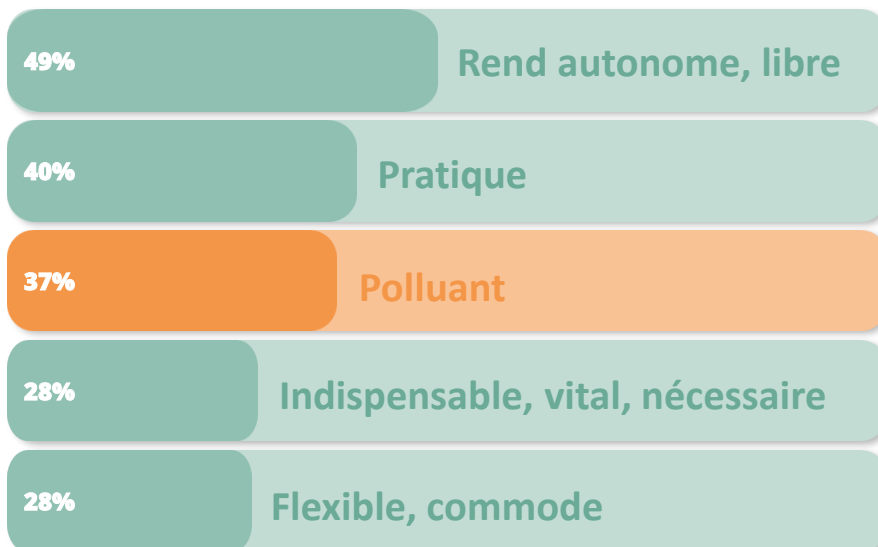 49% Rend autonome, libre
40% Pratique
37% Polluant
28% Indispensable, vital, nécessaire
28% Flexible, commode